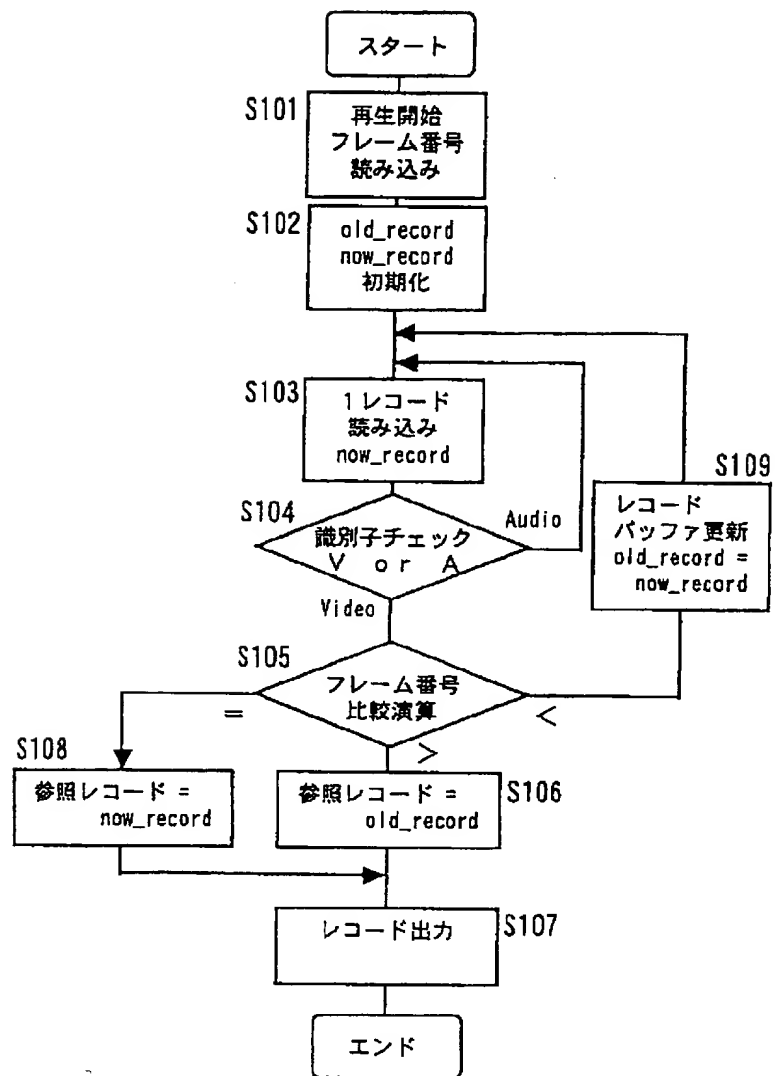 スタート
S101
再生開始
フレーム番号
読み込み
S102
old_record
now_record
初期化
S103
1レコード
読み込み
now_record
S109
レコード
バッファ更新
old_record =
now_record
S104
識別子チェック
V or A
Audio
Video
S105
フレーム番号
比較演算
=
<
>
S108
参照レコード =
now_record
参照レコード =
old_record
S106
レコード出力
S107
エンド